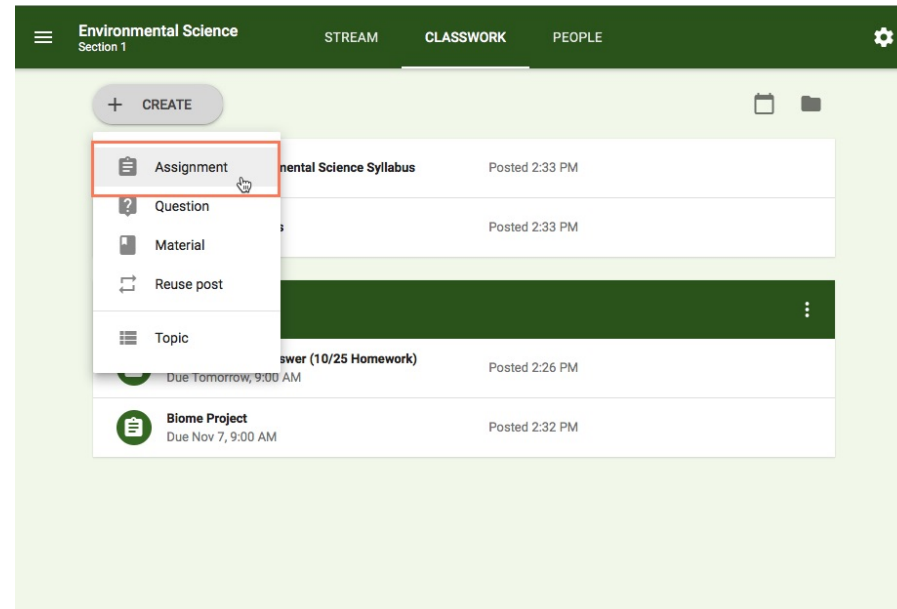 Environmental Science
Section 1
STREAM
CLASSWORK
PEOPLE
+ CREATE
Assignment
Question
Material
Reuse post
Topic
Science Syllabus
Posted 2:33 PM
Posted 2:33 PM
(10/25 Homework)
Due Tomorrow, 9:00 AM
Posted 2:26 PM
Biome Project
Due Nov 7, 9:00 AM
Posted 2:32 PM